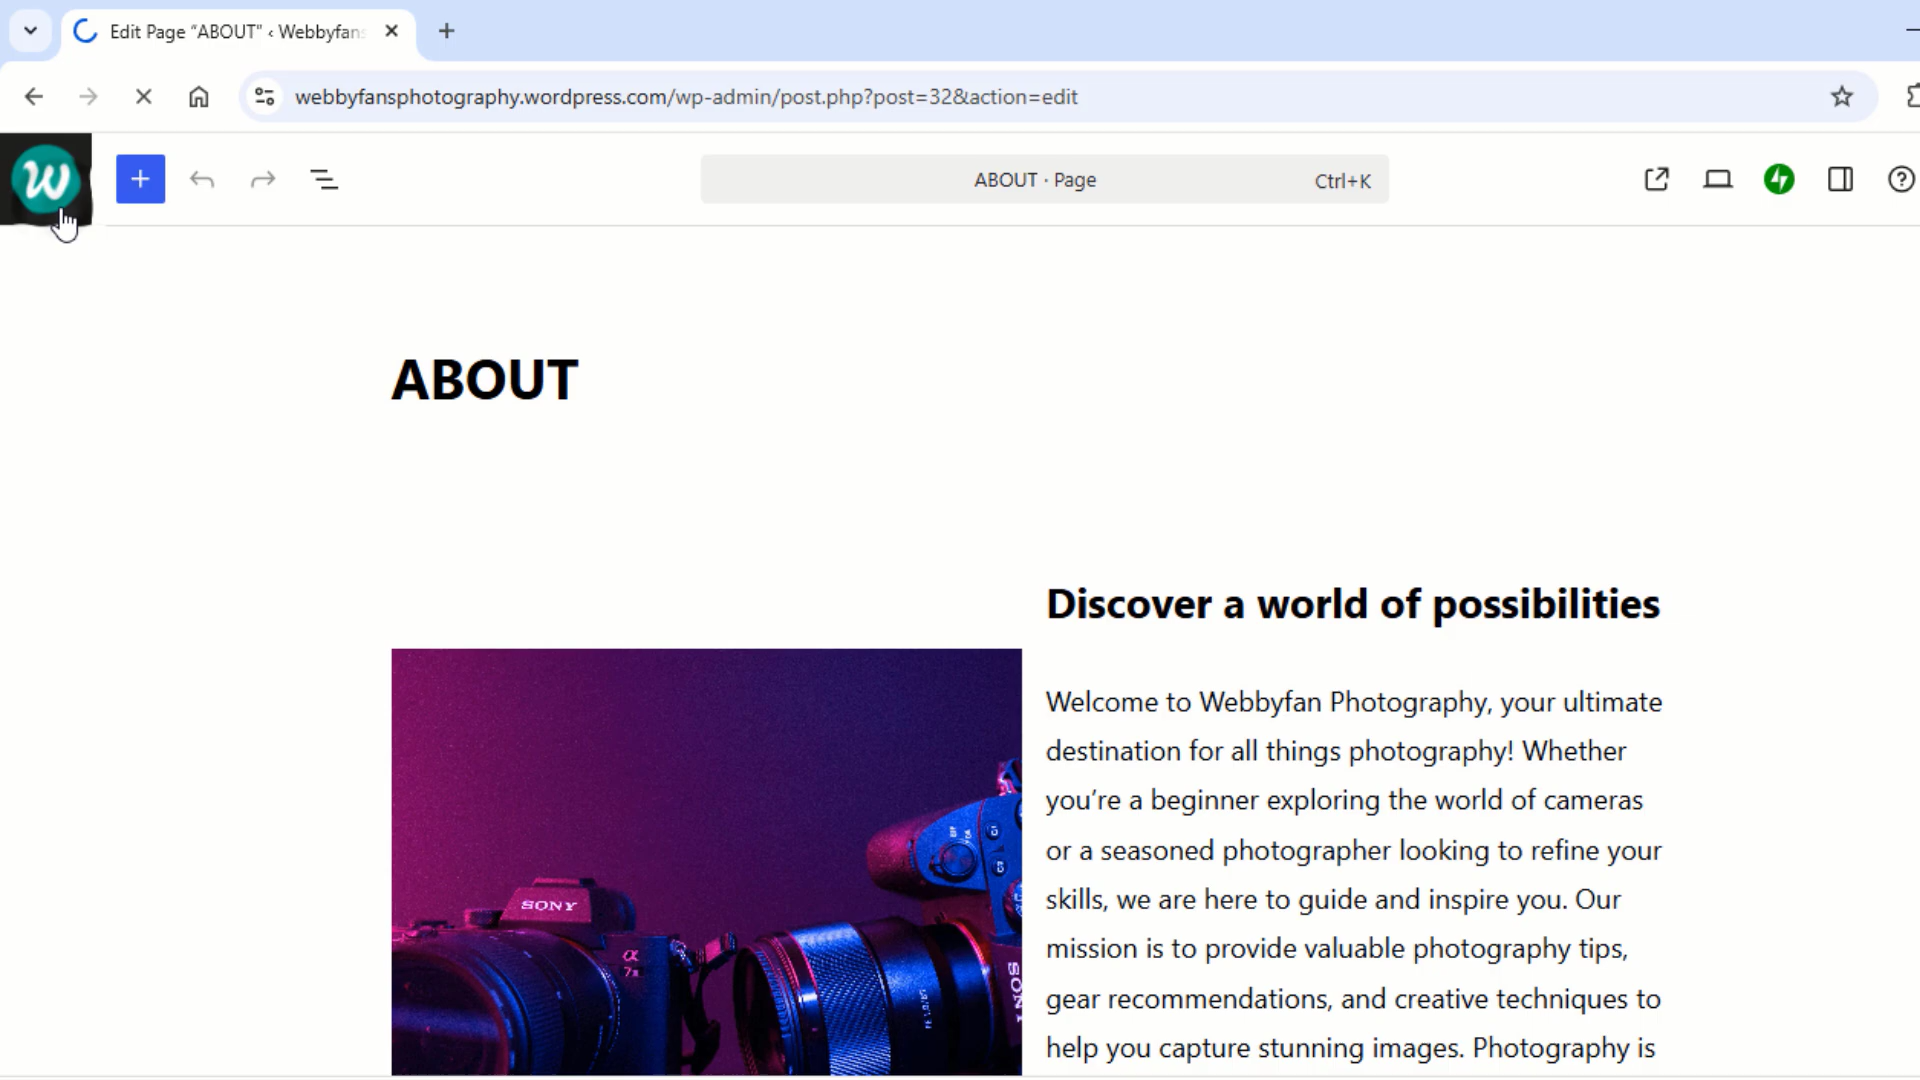 Edit Page “ABOUT” ‹ Webbyfans
webbyfansphotography.wordpress.com/wp-admin/post.php?post=32&action=edit
W
ABOUT · Page
Ctrl+K
ABOUT
Discover a world of possibilities
Welcome to Webbyfan Photography, your ultimate
destination for all things photography! Whether
you’re a beginner exploring the world of cameras
or a seasoned photographer looking to refine your
skills, we are here to guide and inspire you. Our
mission is to provide valuable photography tips,
gear recommendations, and creative techniques to
help you capture stunning images. Photography is
SONY
α
SONY